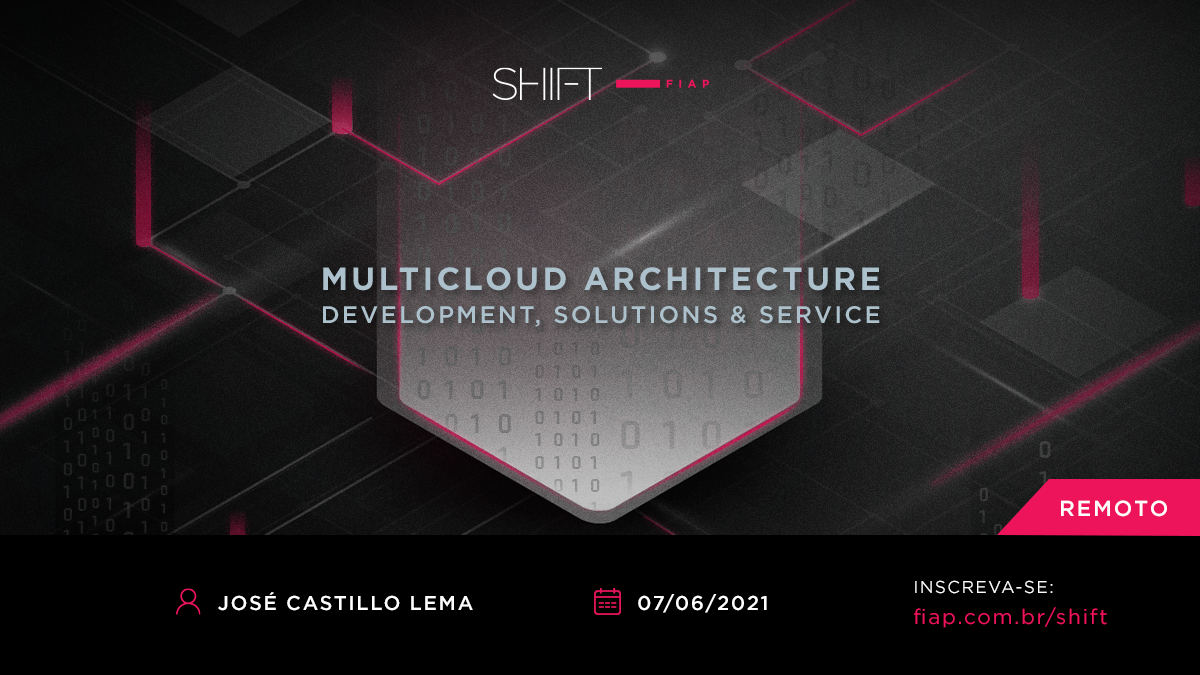 SHIFT FIAP
MULTICLOUD ARCHITECTURE
DEVELOPMENT, SOLUTIONS & SERVICE
REMOTO
JOSÉ CASTILLO LEMA
07/06/2021
INSCREVA-SE:
fiap.com.br/shift